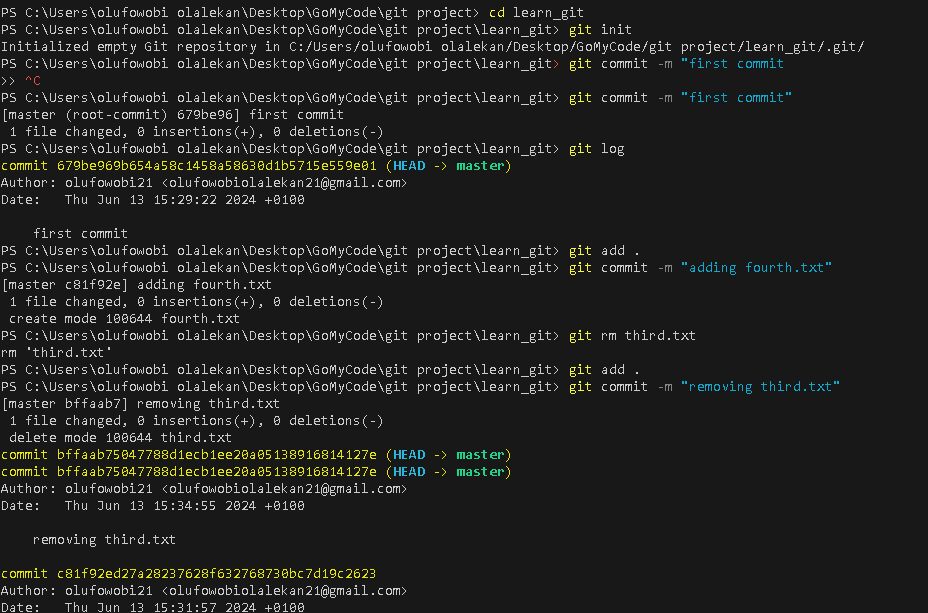 PS C:\Users\olufowobi olalekan\Desktop\GoMyCode\git project> cd learn_git
PS C:\Users\olufowobi olalekan\Desktop\GoMyCode\git project\learn_git> git init
Initialized empty Git repository in C:/Users/olufowobi olalekan/Desktop/GoMyCode/git project/learn_git/.git/
PS C:\Users\olufowobi olalekan\Desktop\GoMyCode\git project\learn_git> git commit -m "first commit
>> ^C
PS C:\Users\olufowobi olalekan\Desktop\GoMyCode\git project\learn_git> git commit -m "first commit"
[master (root-commit) 679be96] first commit
 1 file changed, 0 insertions(+), 0 deletions(-)
PS C:\Users\olufowobi olalekan\Desktop\GoMyCode\git project\learn_git> git log
commit 679be969b654a58c1458a58630d1b5715e559e01 (HEAD -> master)
Author: olufowobi21 <olufowobiolalekan21@gmail.com>
Date:   Thu Jun 13 15:29:22 2024 +0100
    first commit
PS C:\Users\olufowobi olalekan\Desktop\GoMyCode\git project\learn_git> git add .
PS C:\Users\olufowobi olalekan\Desktop\GoMyCode\git project\learn_git> git commit -m "adding fourth.txt"
[master c81f92e] adding fourth.txt
 1 file changed, 0 insertions(+), 0 deletions(-)
 create mode 100644 fourth.txt
PS C:\Users\olufowobi olalekan\Desktop\GoMyCode\git project\learn_git> git rm third.txt
rm 'third.txt'
PS C:\Users\olufowobi olalekan\Desktop\GoMyCode\git project\learn_git> git add .
PS C:\Users\olufowobi olalekan\Desktop\GoMyCode\git project\learn_git> git commit -m "removing third.txt"
[master bffaab7] removing third.txt
 1 file changed, 0 insertions(+), 0 deletions(-)
 delete mode 100644 third.txt
commit bffaab75047788d1ecb1ee20a05138916814127e (HEAD -> master)
commit bffaab75047788d1ecb1ee20a05138916814127e (HEAD -> master)
Author: olufowobi21 <olufowobiolalekan21@gmail.com>
Date:   Thu Jun 13 15:34:55 2024 +0100
    removing third.txt
commit c81f92ed27a28237628f632768730bc7d19c2623
Author: olufowobi21 <olufowobiolalekan21@gmail.com>
Date:   Thu Jun 13 15:31:57 2024 +0100